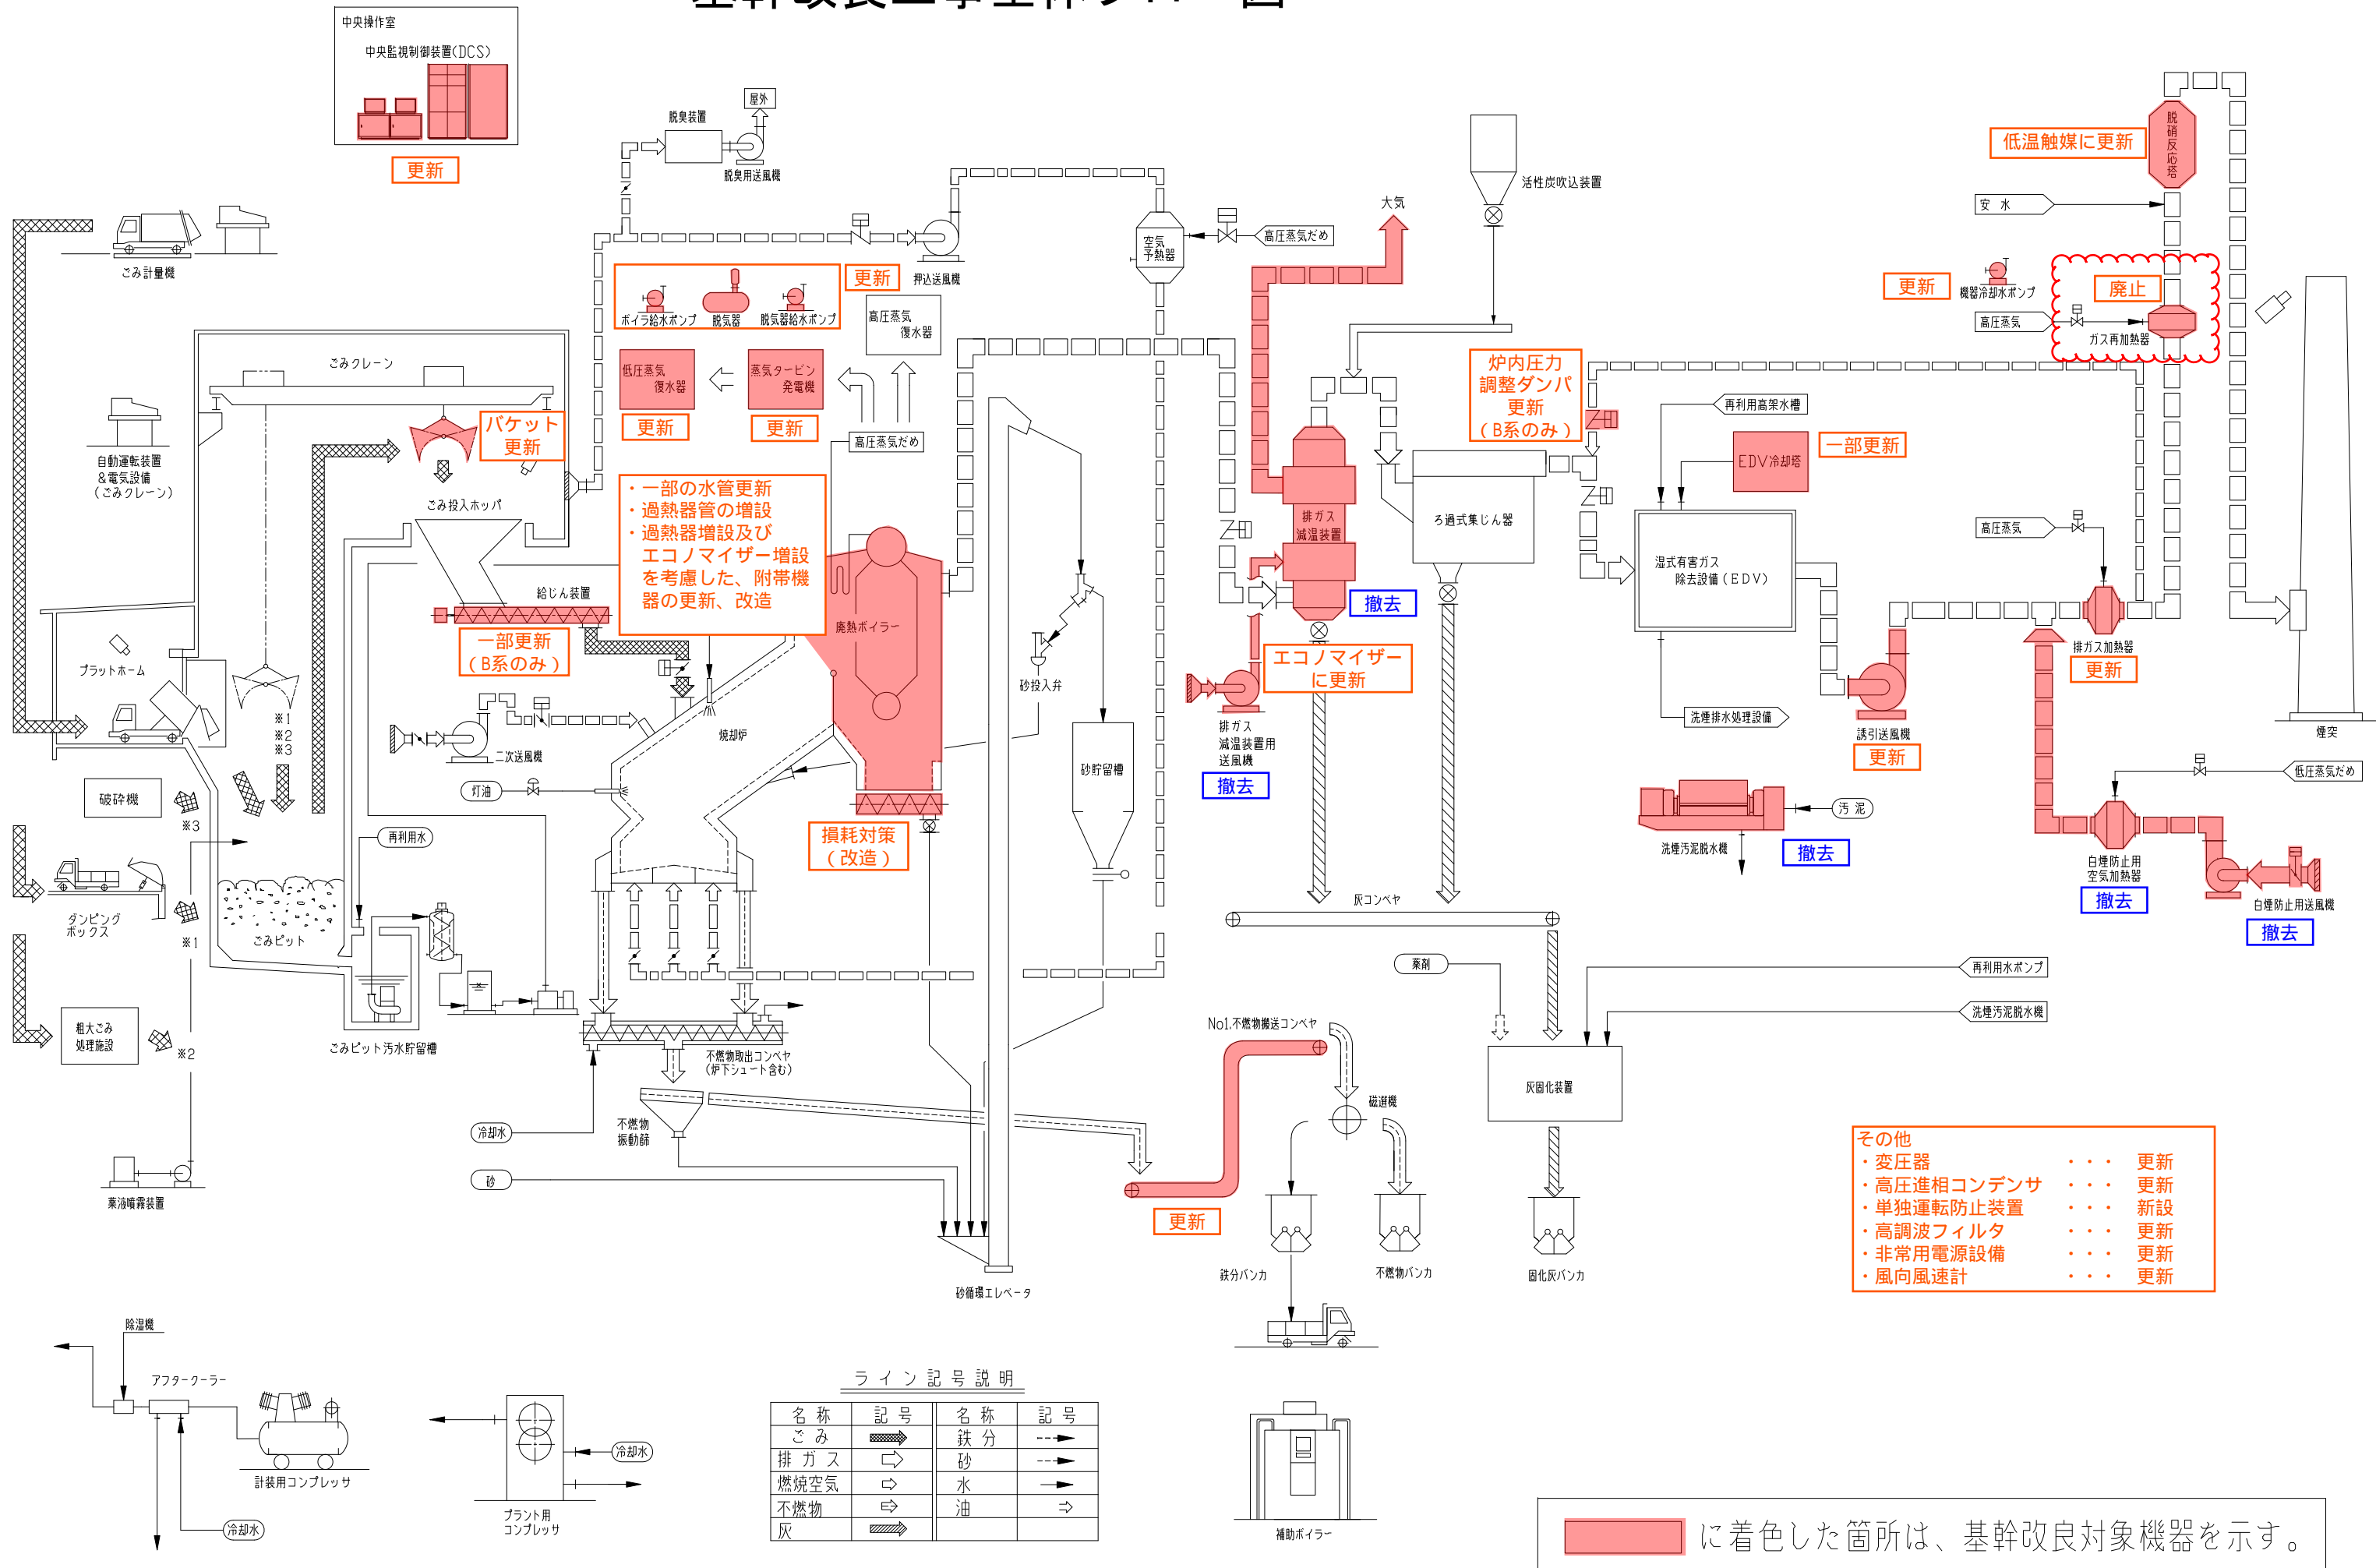 中央操作室
中央監視制御装置(DCS)
更新
ごみ計量機
脱臭装置
屋外
脱臭用送風機
更新
押込送風機
ボイラ給水ポンプ
脱気器
脱気器給水ポンプ
高圧蒸気
復水器
空気
予熱器
高圧蒸気だめ
大気
活性炭吹込装置
低温触媒に更新
脱硝反応塔
安 水
更新
機器冷却水ポンプ
廃止
高圧蒸気
ガス再加熱器
ごみクレーン
自動運転装置
&電気設備
(ごみクレーン)
バケット
更新
低圧蒸気
復水器
更新
蒸気タービン
発電機
更新
高圧蒸気だめ
炉内圧力
調整ダンパ
更新
(B系のみ)
再利用高架水槽
EDV冷却塔
一部更新
ごみ投入ホッパ
・一部の水管更新
・過熱器管の増設
・過熱器増設及び
エコノマイザー増設
を考慮した、附帯機
器の更新、改造
排ガス
減温装置
撤去
ろ過式集じん器
湿式有害ガス
除去設備(EDV)
高圧蒸気
給じん装置
一部更新
(B系のみ)
廃熱ボイラー
エコノマイザー
に更新
排ガス加熱器
更新
プラットホーム
※1
※2
※3
二次送風機
焼却炉
砂投入弁
砂貯留槽
排ガス
減温装置用
送風機
撤去
洗煙排水処理設備
誘引送風機
更新
煙突
低圧蒸気だめ
破砕機
※3
灯油
再利用水
損耗対策
(改造)
洗煙汚泥脱水機
汚 泥
撤去
白煙防止用
空気加熱器
撤去
白煙防止用送風機
撤去
ダンピング
ボックス
※1
ごみピット
灰コンベヤ
薬剤
再利用水ポンプ
洗煙汚泥脱水機
粗大ごみ
処理施設
※2
ごみピット汚水貯留槽
不燃物取出コンベヤ
(炉下シュート含む)
No1.不燃物搬送コンベヤ
灰固化装置
磁選機
冷却水
不燃物
振動篩
砂
薬液噴霧装置
更新
砂循環エレベータ
鉄分バンカ
不燃物バンカ
固化灰バンカ
その他
・変圧器 ・・・ 更新
・高圧進相コンデンサ ・・・ 更新
・単独運転防止装置 ・・・ 新設
・高調波フィルタ ・・・ 更新
・非常用電源設備 ・・・ 更新
・風向風速計 ・・・ 更新
除湿機
アフタークーラー
計装用コンプレッサ
冷却水
プラント用
コンプレッサ
冷却水
ライン記号説明
名 称 記 号 名 称 記 号
ご み 鉄 分
排 ガ ス 砂
燃焼空気 水
不燃物 油
灰
補助ボイラー
に着色した箇所は、基幹改良対象機器を示す。